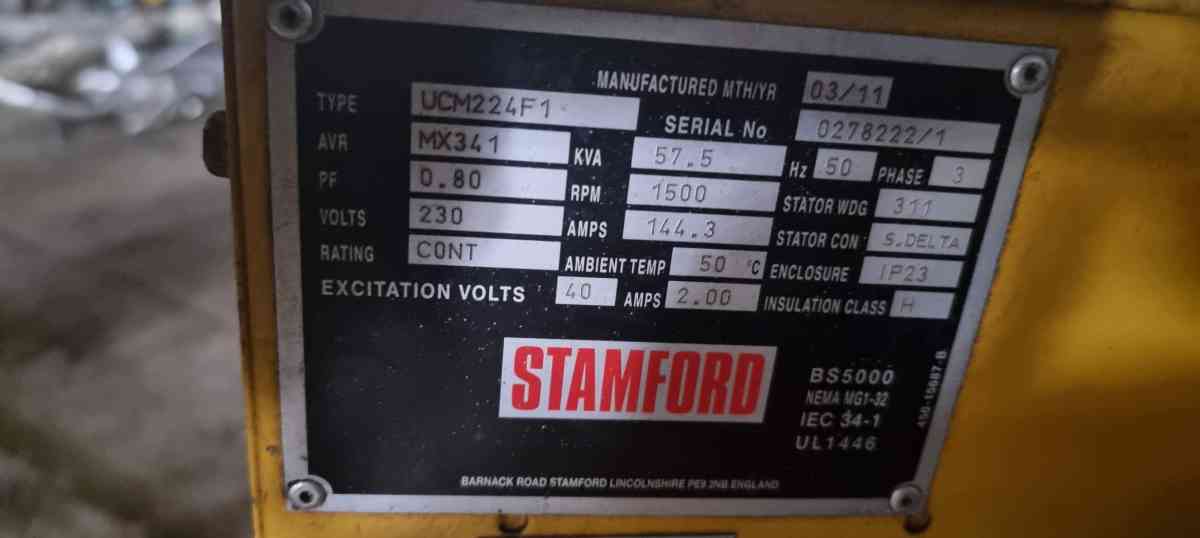 MANUFACTURED MTH/YR 03/11
TYPE UCM224F1 SERIAL No 0278222/1
AVR MX341 KVA 57.5 Hz 50 PHASE 3
PF 0.80 RPM 1500 STATOR WDG 311
VOLTS 230 AMPS 144.3 STATOR CON S.DELTA
RATING CONT AMBIENT TEMP 50 °C ENCLOSURE IP23
EXCITATION VOLTS 40 AMPS 2.00 INSULATION CLASS H
STAMFORD
BS5000
NEMA MG1-32
IEC 34-1
UL1446
450-15687-B
BARNACK ROAD STAMFORD LINCOLNSHIRE PE9 2NB ENGLAND